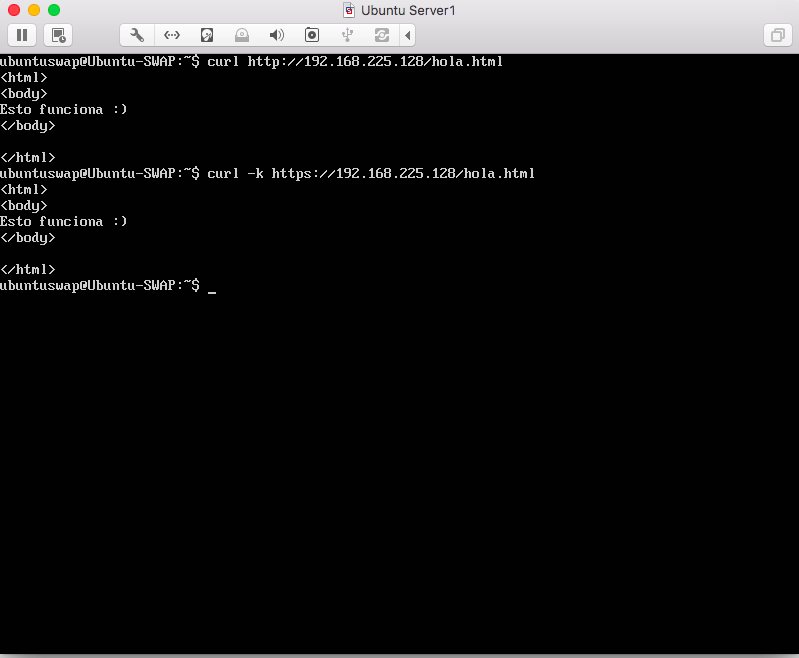 Ubuntu Server1
ubuntuswap@Ubuntu-SWAP:~$ curl http://192.168.225.128/hola.html
<html>
<body>
Esto funciona :)
</body>

</html>
ubuntuswap@Ubuntu-SWAP:~$ curl -k https://192.168.225.128/hola.html
<html>
<body>
Esto funciona :)
</body>

</html>
ubuntuswap@Ubuntu-SWAP:~$ _